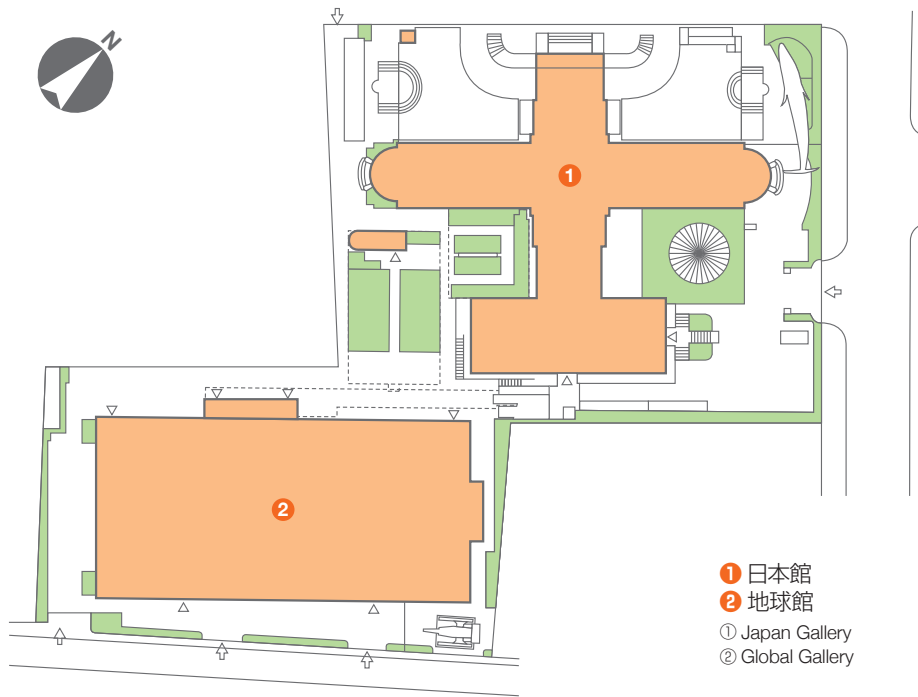 N
1
2
1 日本館
2 地球館
① Japan Gallery
② Global Gallery